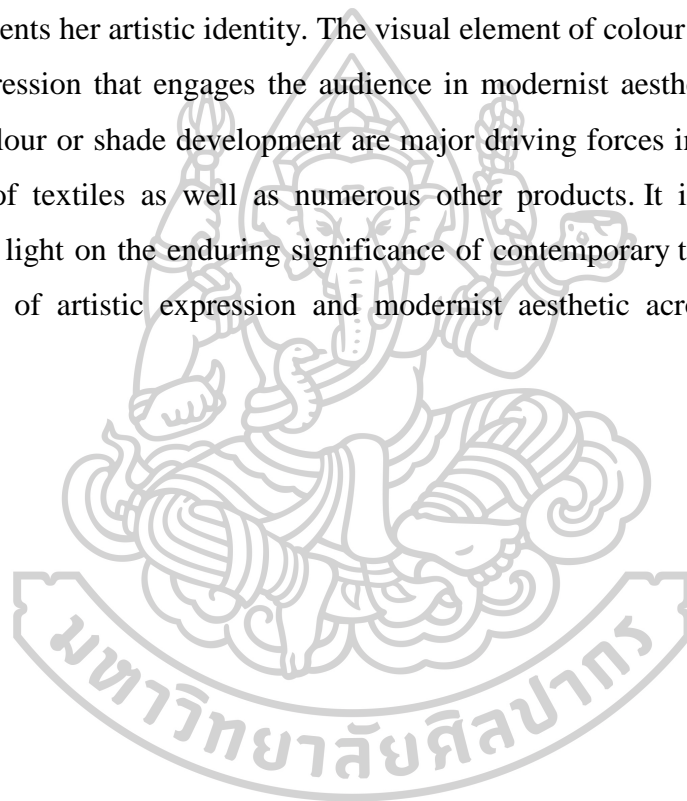 ents her artistic identity. The visual element of colour
ression that engages the audience in modernist aesthe
lour or shade development are major driving forces in
of textiles as well as numerous other products. It i
light on the enduring significance of contemporary t
of artistic expression and modernist aesthetic acro
มหาวิทยาลัยศิลปากร